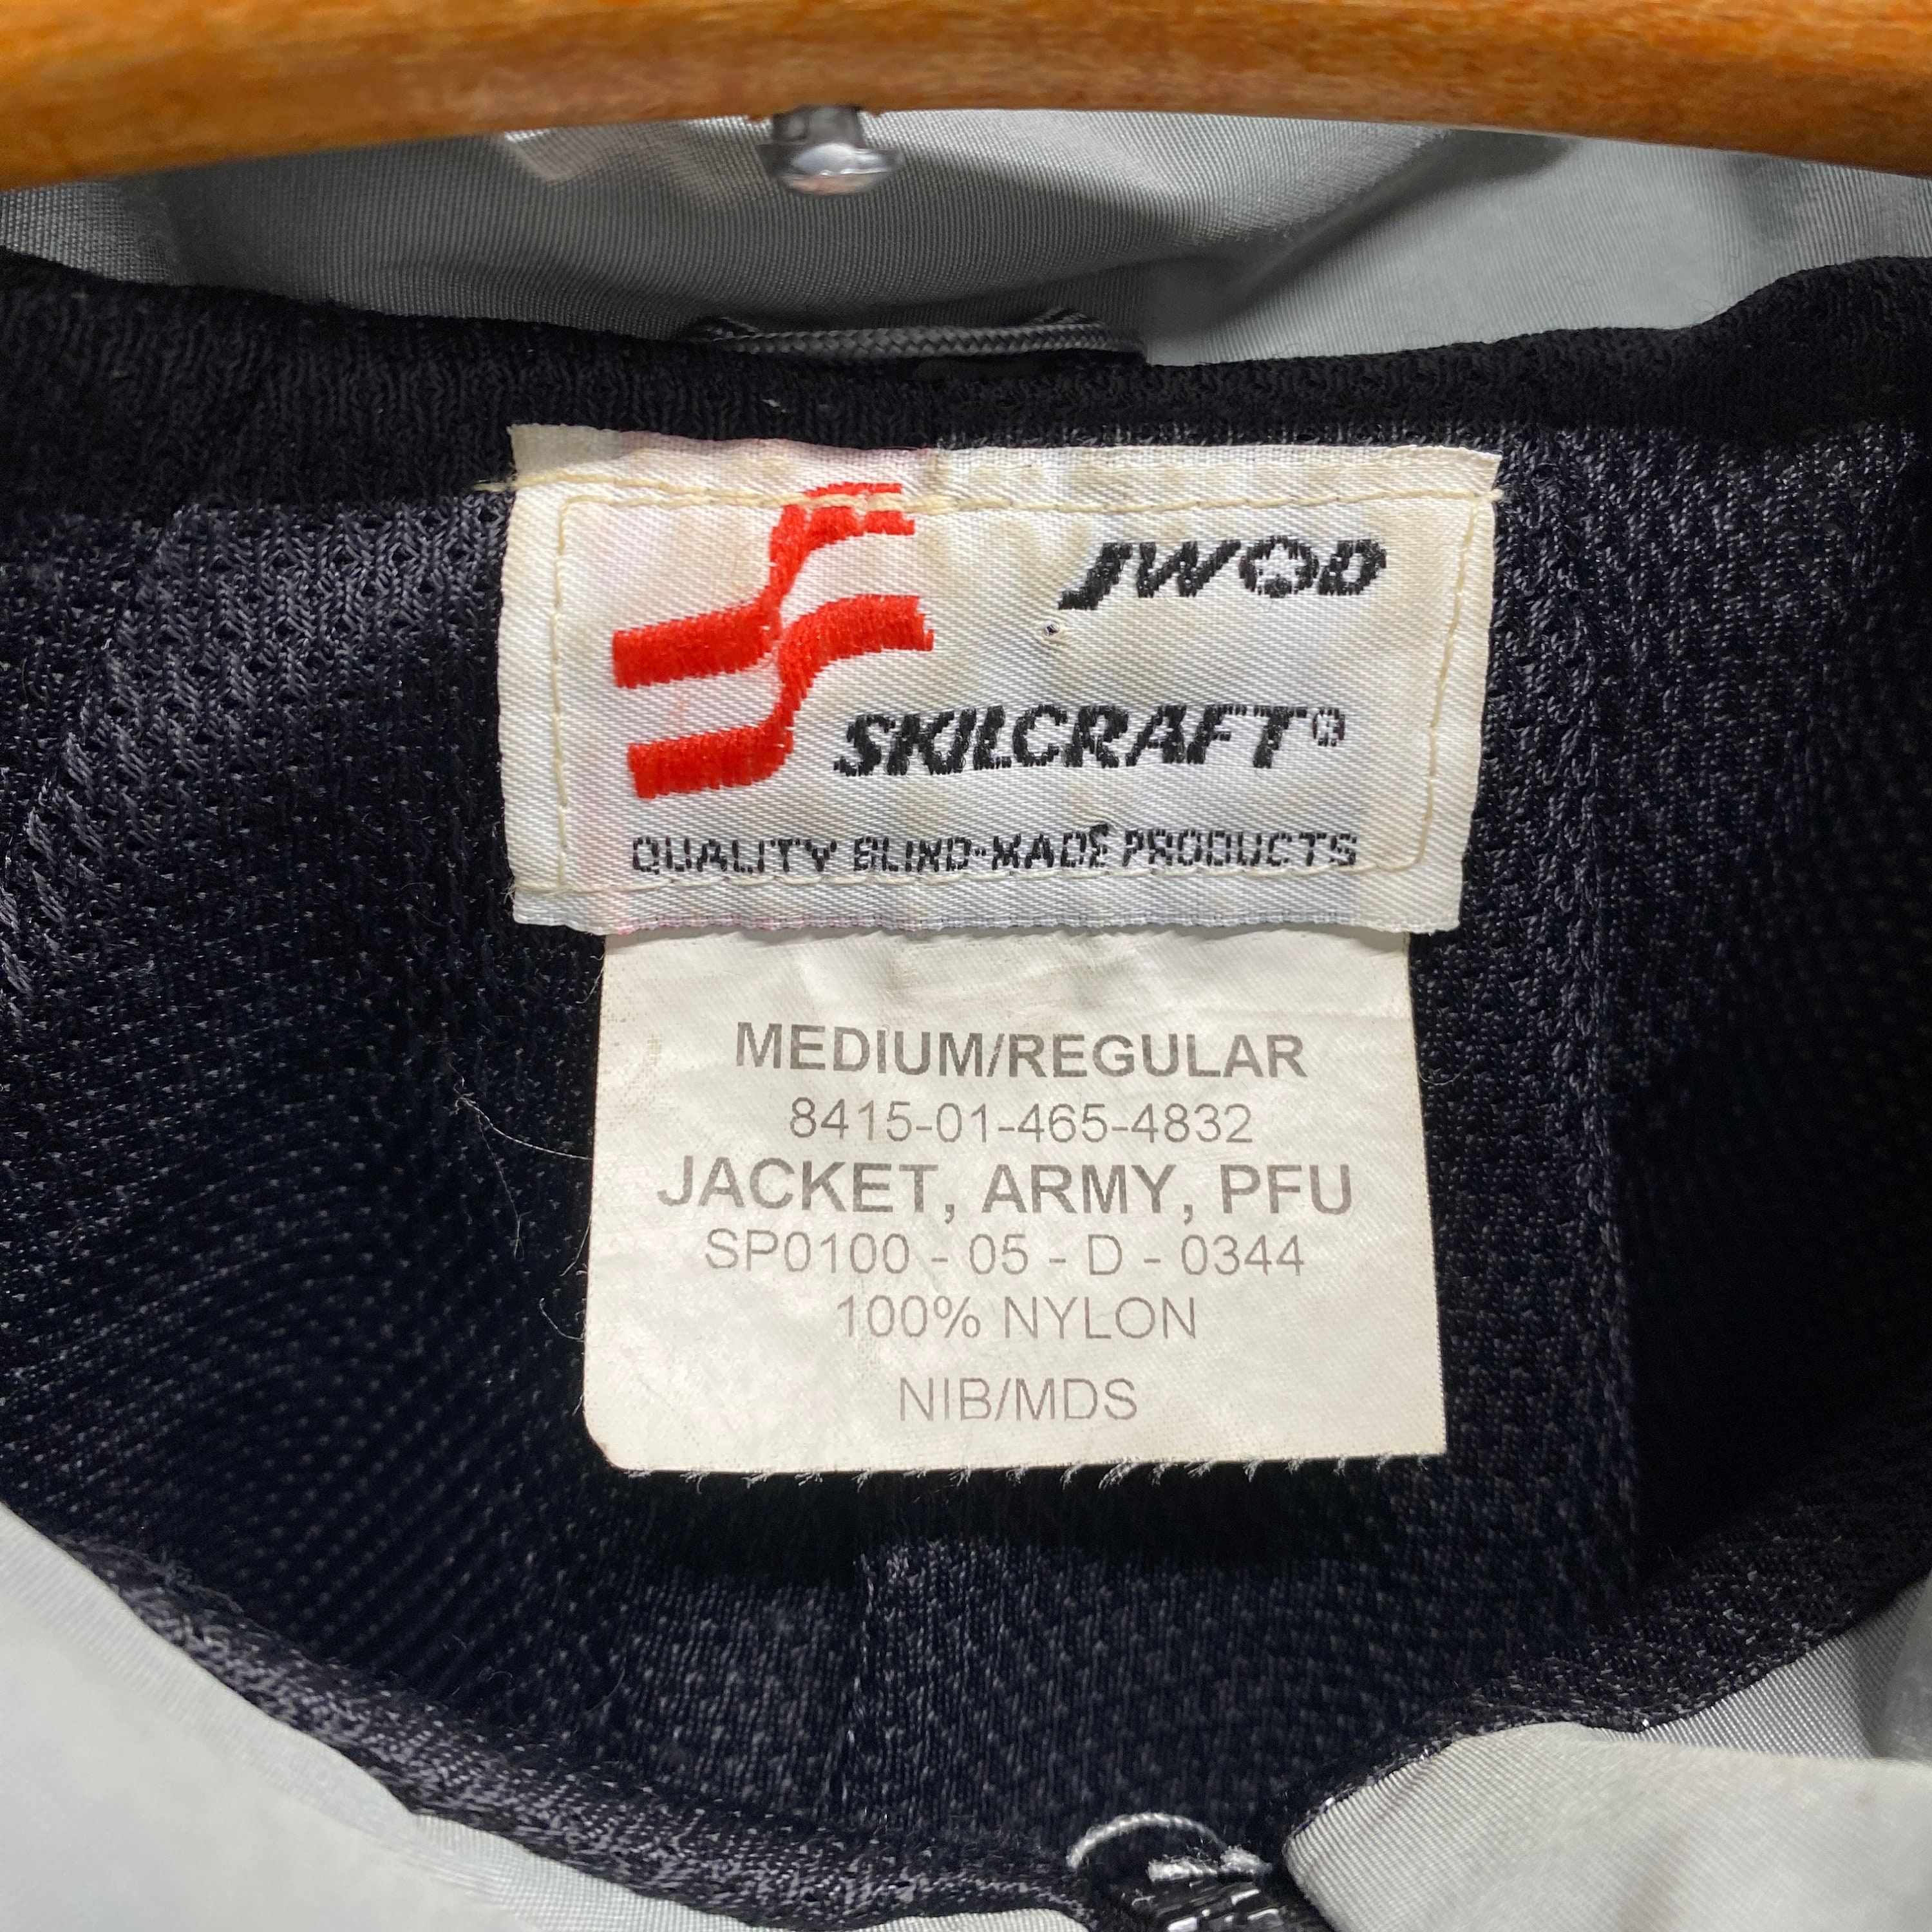 JWOD
SKILCRAFT®
QUALITY BLIND-MADE PRODUCTS
MEDIUM/REGULAR
8415-01-465-4832
JACKET, ARMY, PFU
SP0100 - 05 - D - 0344
100% NYLON
NIB/MDS